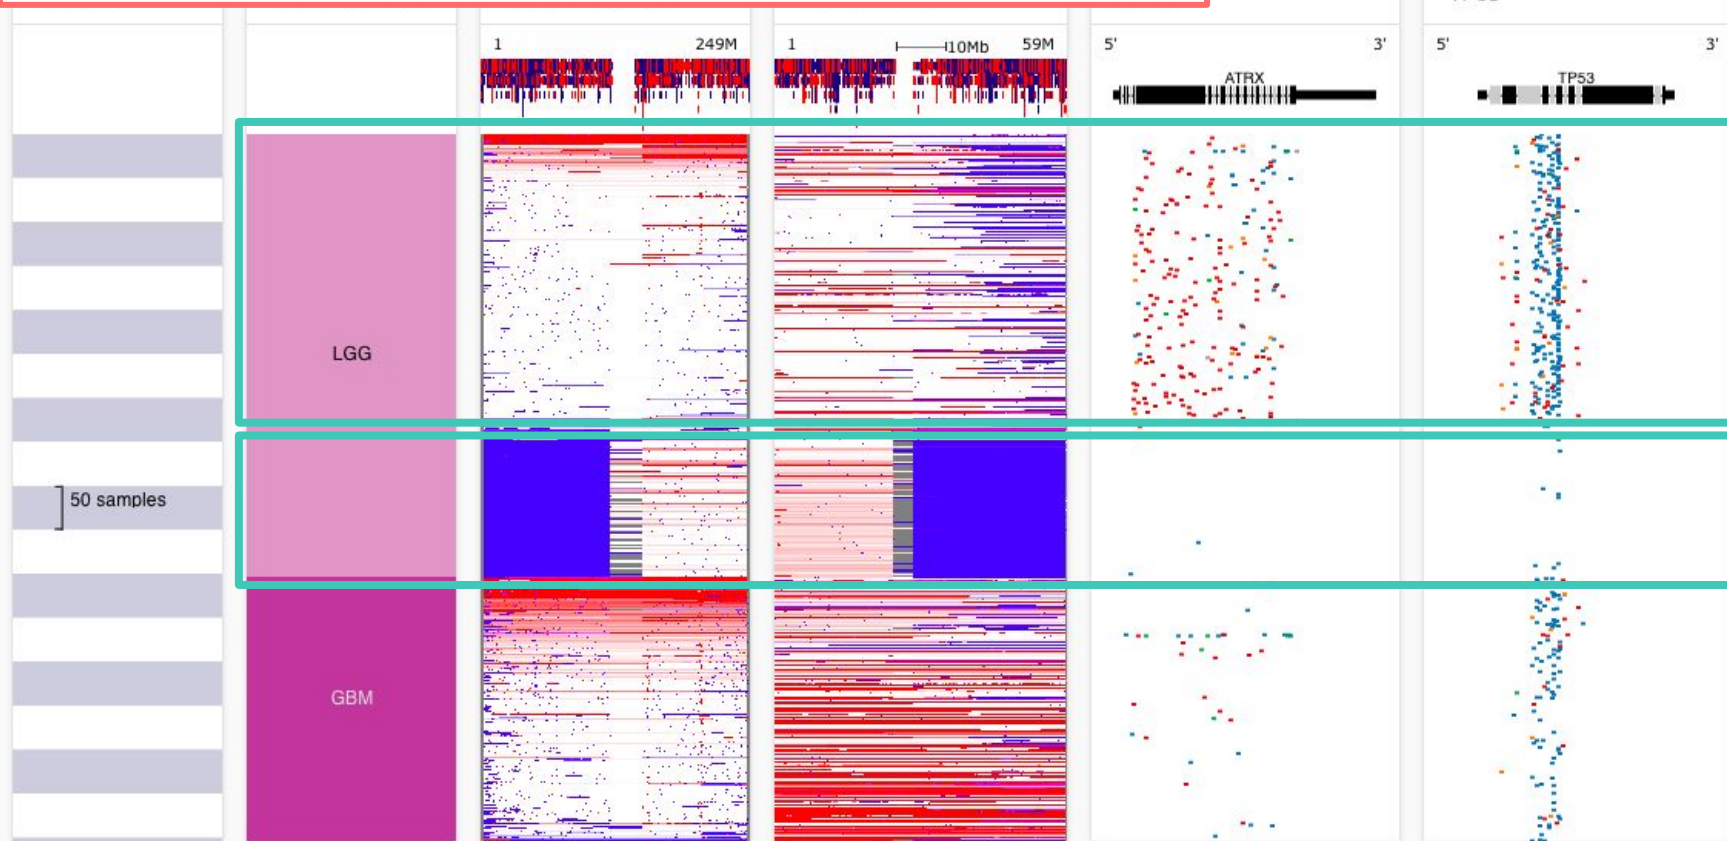 1 249M
1 10Mb 59M
5' 3'
5' 3'
ATRX
TP53
LGG
50 samples
GBM